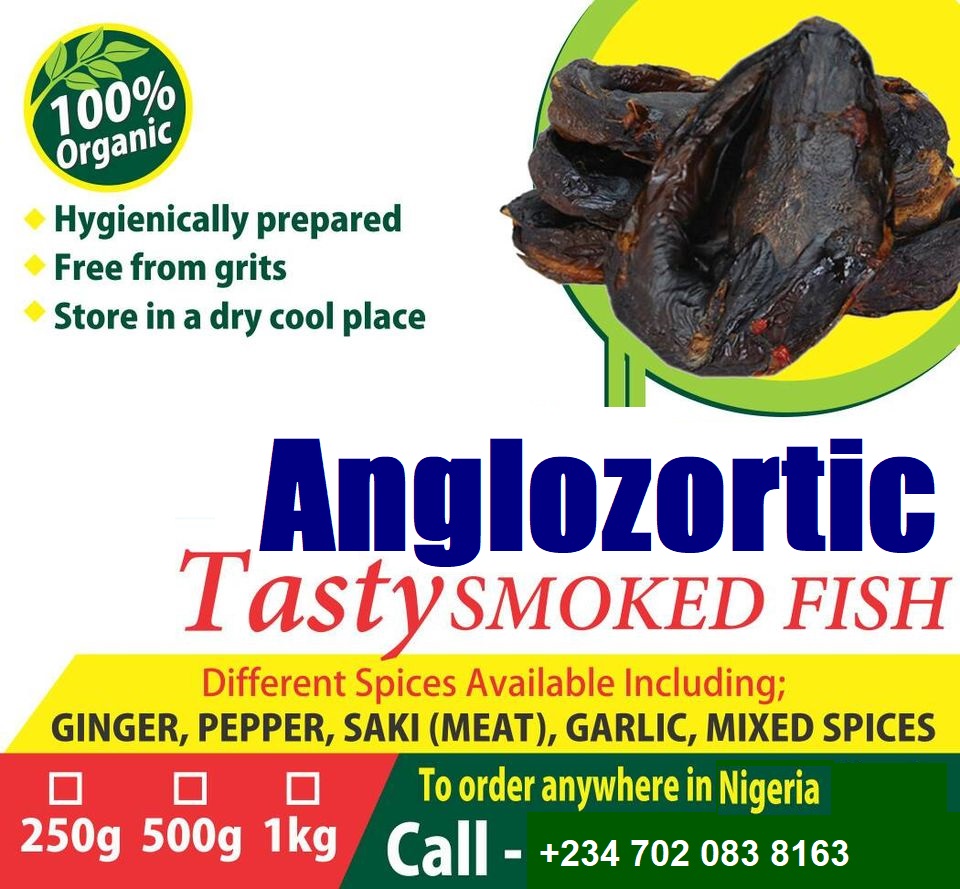 100%
Organic
Hygienically prepared
Free from grits
Store in a dry cool place
Anglozortic
Tasty SMOKED FISH
Different Spices Available Including;
GINGER, PEPPER, SAKI (MEAT), GARLIC, MIXED SPICES
250g 500g 1kg
To order anywhere in Nigeria
Call - +234 702 083 8163